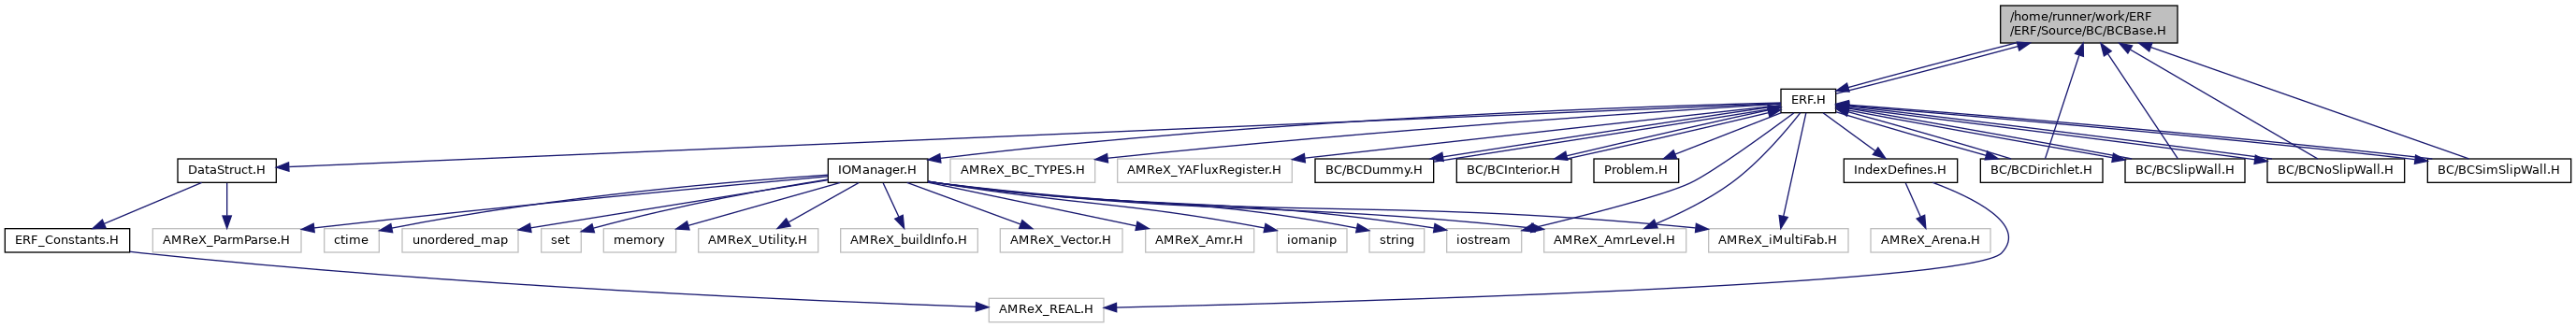 /home/runner/work/ERF
/ERF/Source/BC/BCBase.H
ERF.H
DataStruct.H
IOManager.H
AMReX_BC_TYPES.H
AMReX_YAFluxRegister.H
BC/BCDummy.H
BC/BCInterior.H
Problem.H
IndexDefines.H
BC/BCDirichlet.H
BC/BCSlipWall.H
BC/BCNoSlipWall.H
BC/BCSimSlipWall.H
ERF_Constants.H
AMReX_ParmParse.H
ctime
unordered_map
set
memory
AMReX_Utility.H
AMReX_buildInfo.H
AMReX_Vector.H
AMReX_Amr.H
iomanip
string
iostream
AMReX_AmrLevel.H
AMReX_iMultiFab.H
AMReX_Arena.H
AMReX_REAL.H